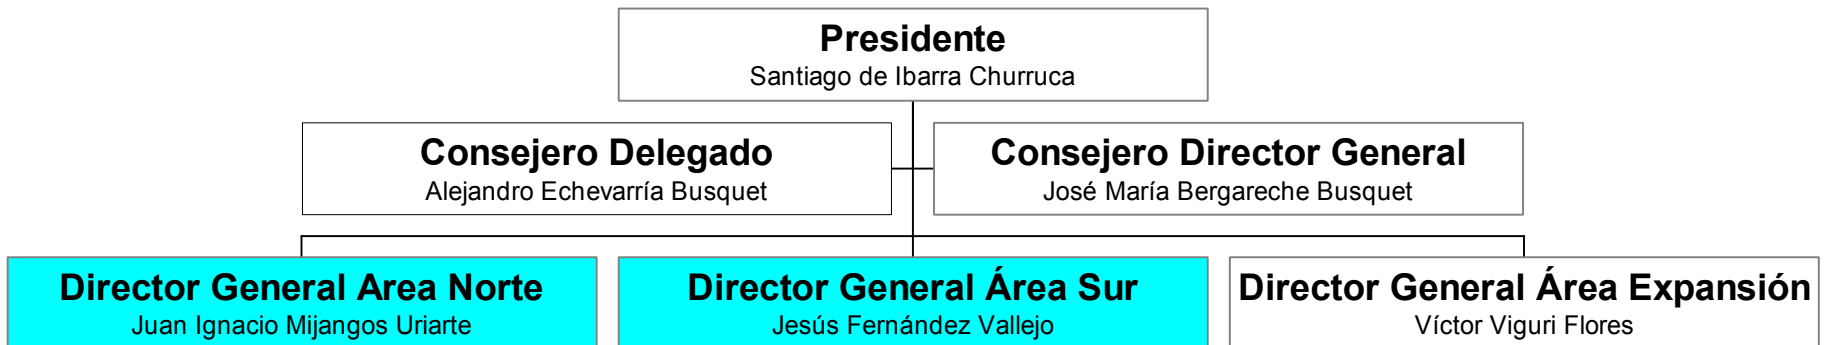 Presidente
Santiago de Ibarra Churruca
Consejero Delegado
Alejandro Echevarría Busquet
Consejero Director General
José María Bergareche Busquet
Director General Area Norte
Juan Ignacio Mijangos Uriarte
Director General Área Sur
Jesús Fernández Vallejo
Director General Área Expansión
Víctor Viguri Flores